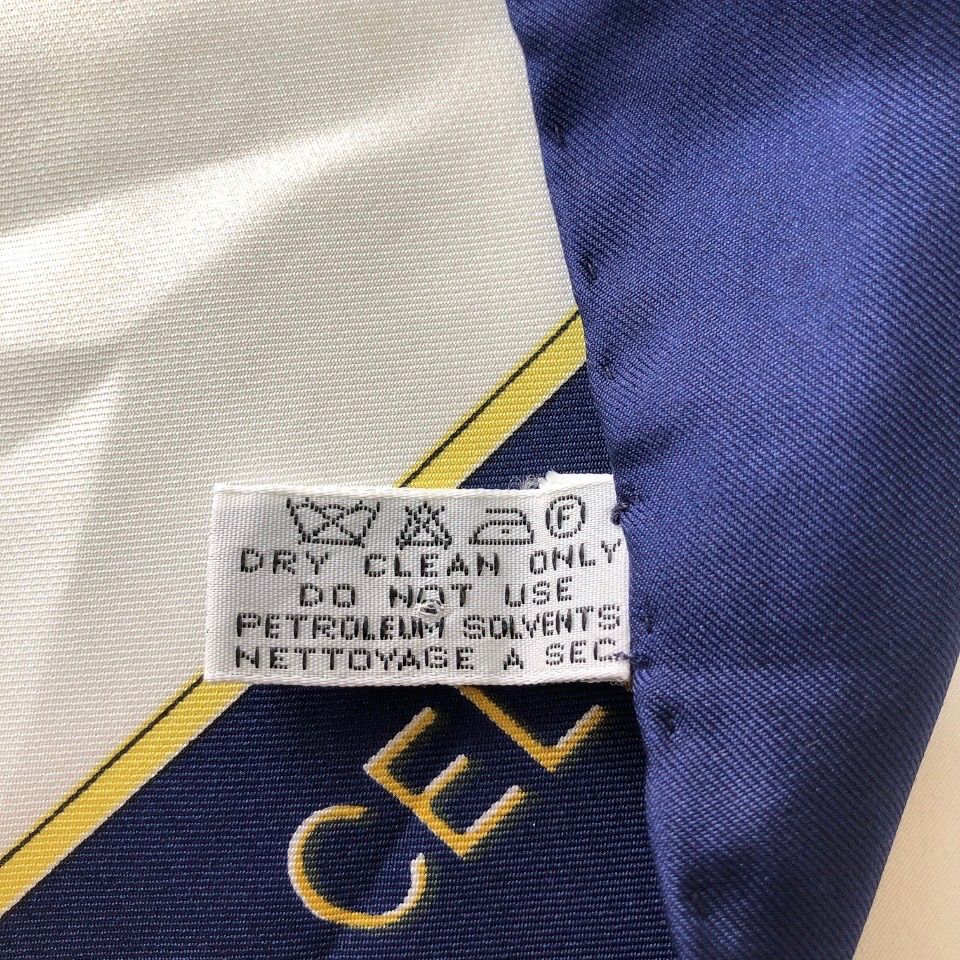 F
DRY CLEAN ONLY
DO NOT USE
PETROLEUM SOLVENTS
NETTOYAGE A SEC
CEL